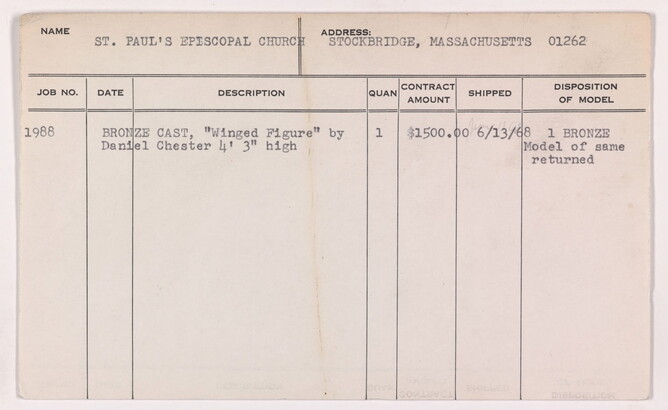 NAME ST. PAUL'S EPISCOPAL CHURCH ADDRESS: STOCKBRIDGE, MASSACHUSETTS 01262
JOB NO. DATE DESCRIPTION QUAN CONTRACT AMOUNT SHIPPED DISPOSITION OF MODEL
1988 BRONZE CAST, "Winged Figure" by 1 $1500.00 6/13/68 1 BRONZE
Daniel Chester 4' 3" high Model of same
returned